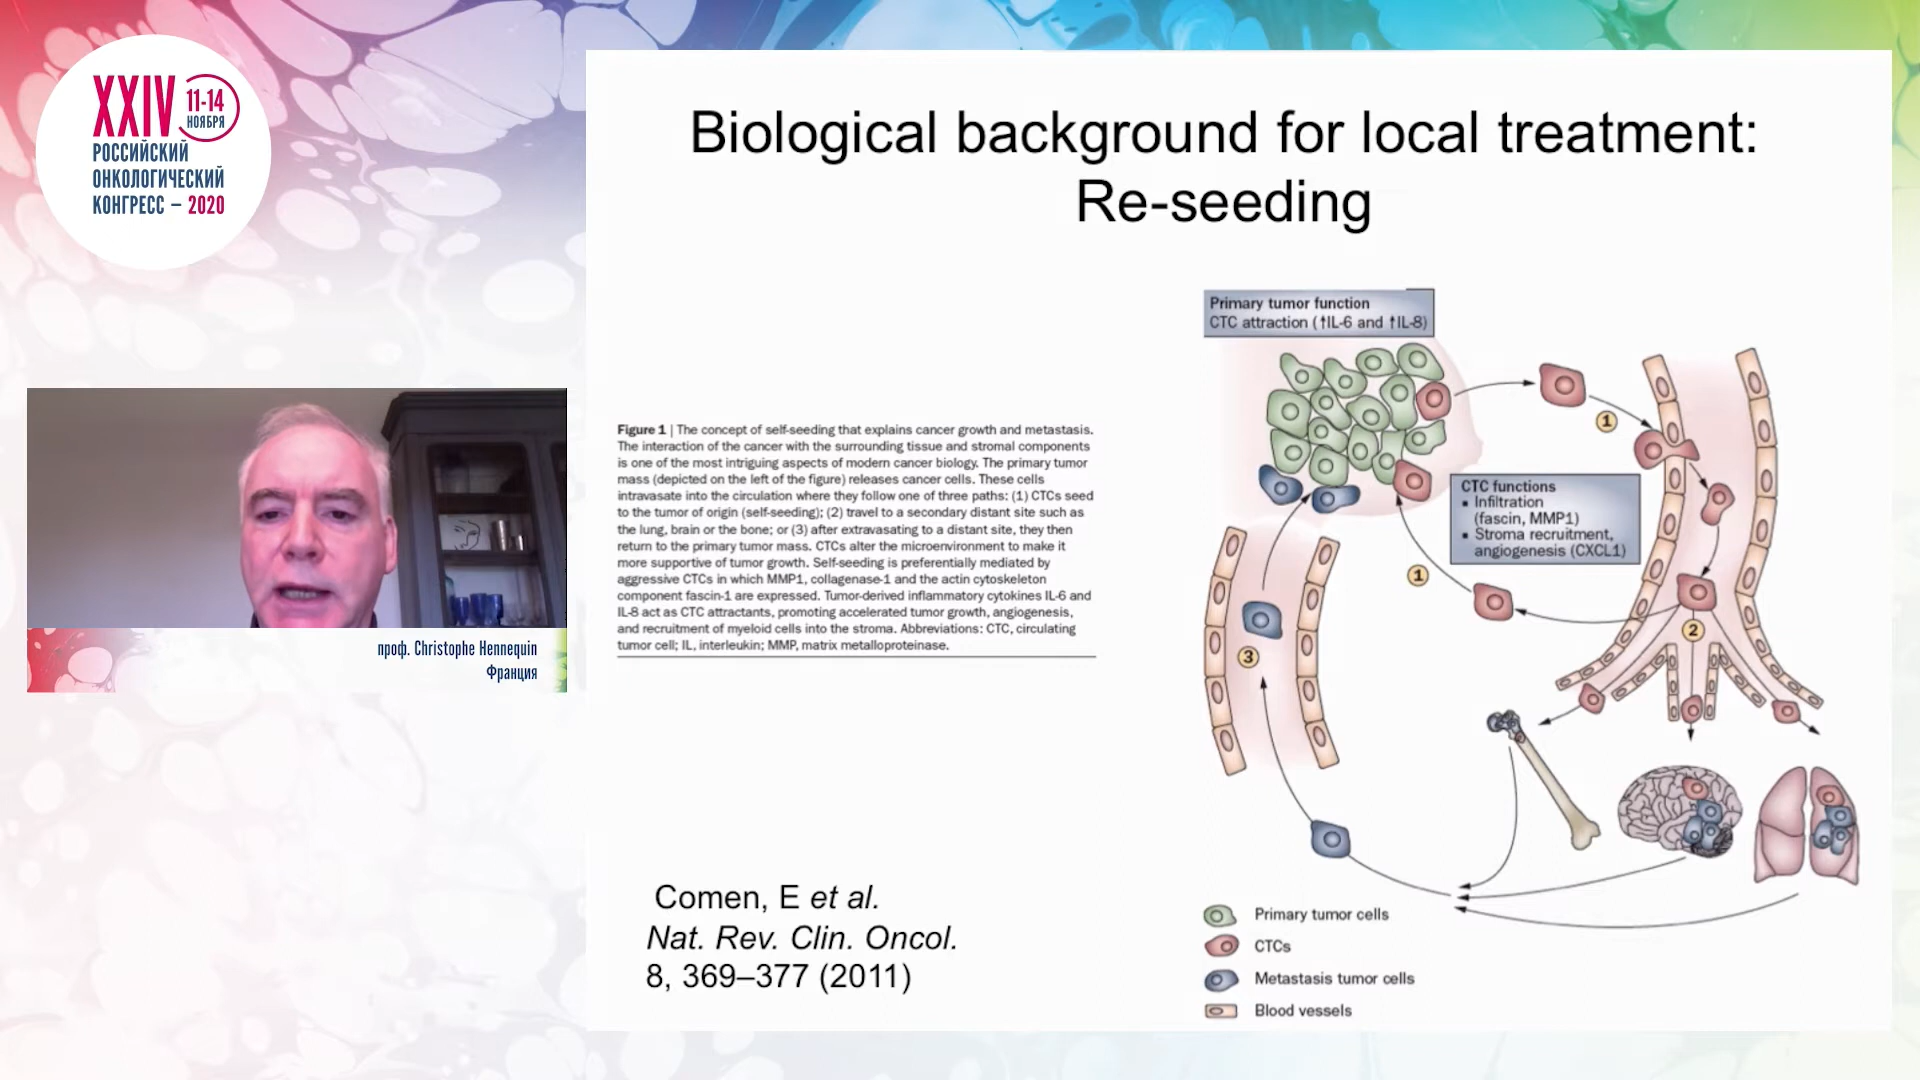 XXIV 11-14
НОЯБРЯ
РОССИЙСКИЙ
ОНКОЛОГИЧЕСКИЙ
КОНГРЕСС – 2020
проф. Christophe Hennequin
Франция
Biological background for local treatment:
Re-seeding
Figure 1 | The concept of self-seeding that explains cancer growth and metastasis.
The interaction of the cancer with the surrounding tissue and stromal components
is one of the most intriguing aspects of modern cancer biology. The primary tumor
mass (depicted on the left of the figure) releases cancer cells. These cells
intravasate into the circulation where they follow one of three paths: (1) CTCs seed
to the tumor of origin (self-seeding); (2) travel to a secondary distant site such as
the lung, brain or the bone; or (3) after extravasating to a distant site, they then
return to the primary tumor mass. CTCs alter the microenvironment to make it
more supportive of tumor growth. Self-seeding is preferentially mediated by
aggressive CTCs in which MMP1, collagenase-1 and the actin cytoskeleton
component fascin-1 are expressed. Tumor-derived inflammatory cytokines IL-6 and
IL-8 act as CTC attractants, promoting accelerated tumor growth, angiogenesis,
and recruitment of myeloid cells into the stroma. Abbreviations: CTC, circulating
tumor cell; IL, interleukin; MMP, matrix metalloproteinase.
Comen, E et al.
Nat. Rev. Clin. Oncol.
8, 369–377 (2011)
Primary tumor function
CTC attraction (↑IL-6 and ↑IL-8)
1
CTC functions
▪ Infiltration
(fascin, MMP1)
▪ Stroma recruitment,
angiogenesis (CXCL1)
1
2
3
Primary tumor cells
CTCs
Metastasis tumor cells
Blood vessels